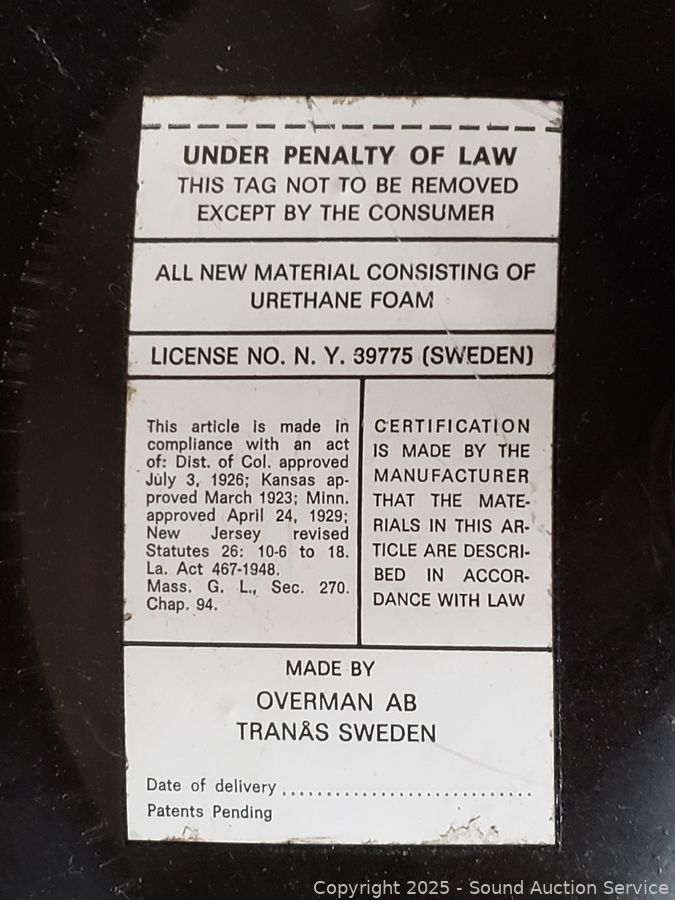 UNDER PENALTY OF LAW
THIS TAG NOT TO BE REMOVED
EXCEPT BY THE CONSUMER
ALL NEW MATERIAL CONSISTING OF
URETHANE FOAM
LICENSE NO. N. Y. 39775 (SWEDEN)
This article is made in
compliance with an act
of: Dist. of Col. approved
July 3, 1926; Kansas ap-
proved March 1923; Minn.
approved April 24, 1929;
New Jersey revised
Statutes 26: 10-6 to 18.
La. Act 467-1948.
Mass. G. L., Sec. 270.
Chap. 94.
CERTIFICATION
IS MADE BY THE
MANUFACTURER
THAT THE MATE-
RIALS IN THIS AR-
TICLE ARE DESCRI-
BED IN ACCOR-
DANCE WITH LAW
MADE BY
OVERMAN AB
TRANÅS SWEDEN
Date of delivery ................................
Patents Pending
Copyright 2025 - Sound Auction Service